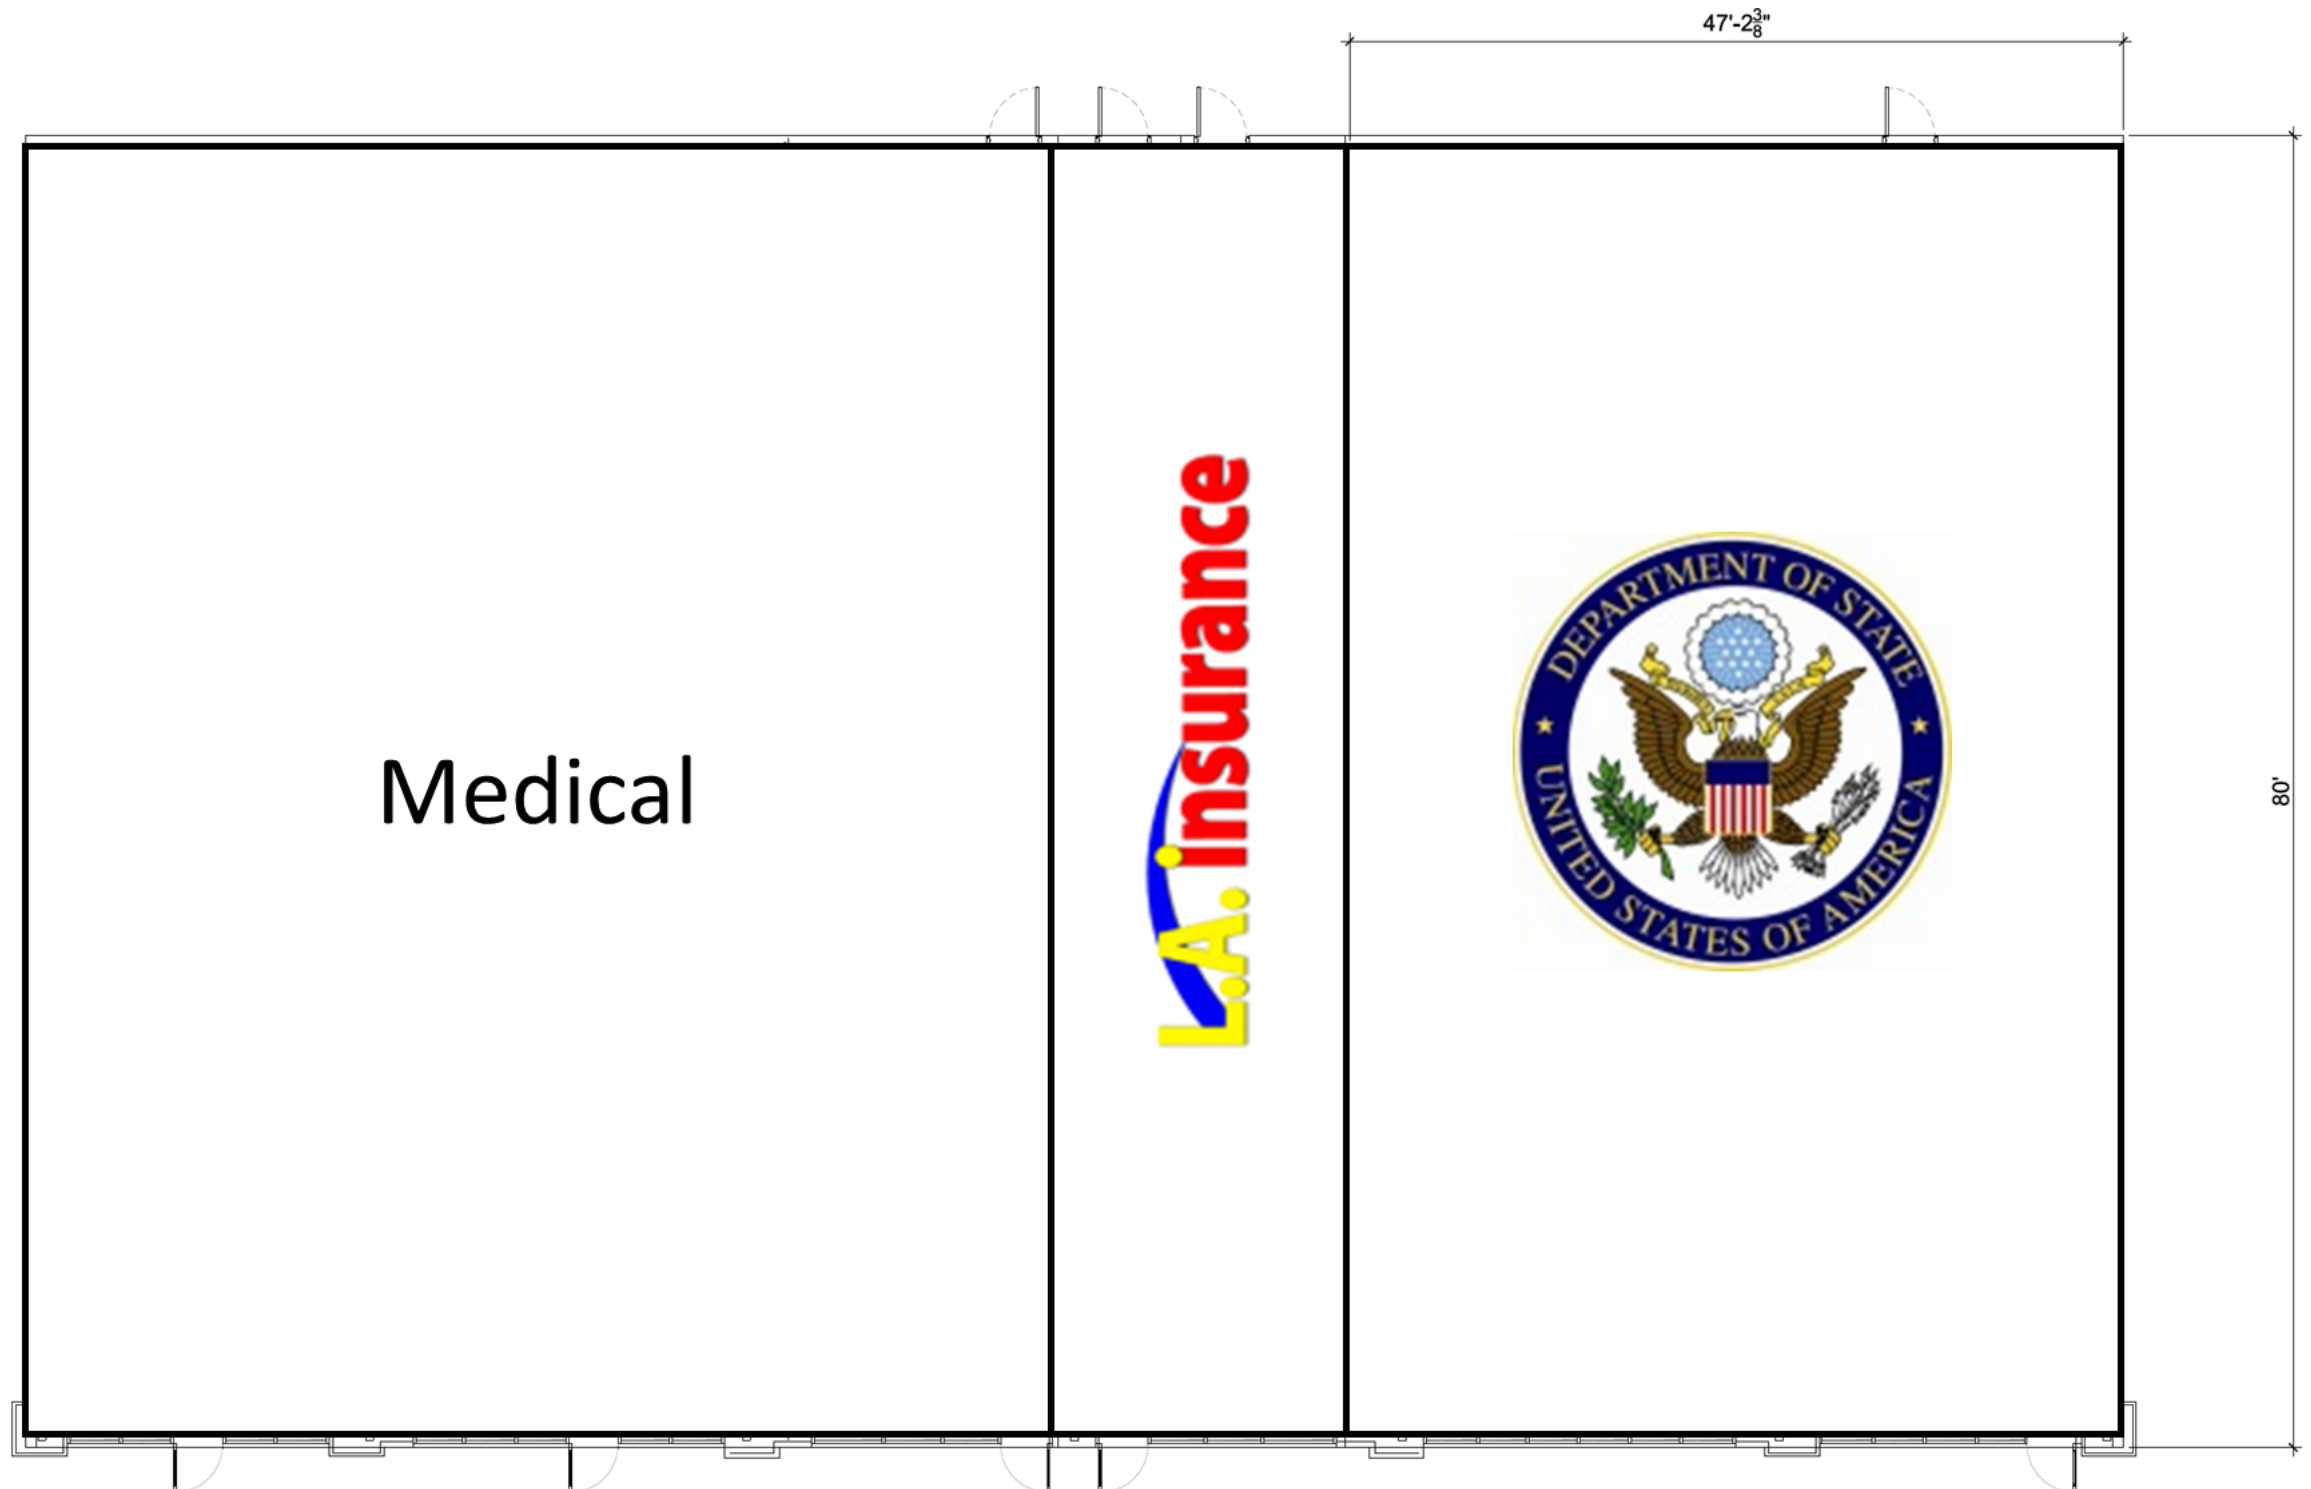 47'-2 3/8"
Medical
L.A. insurance
DEPARTMENT OF STATE
UNITED STATES OF AMERICA
80'